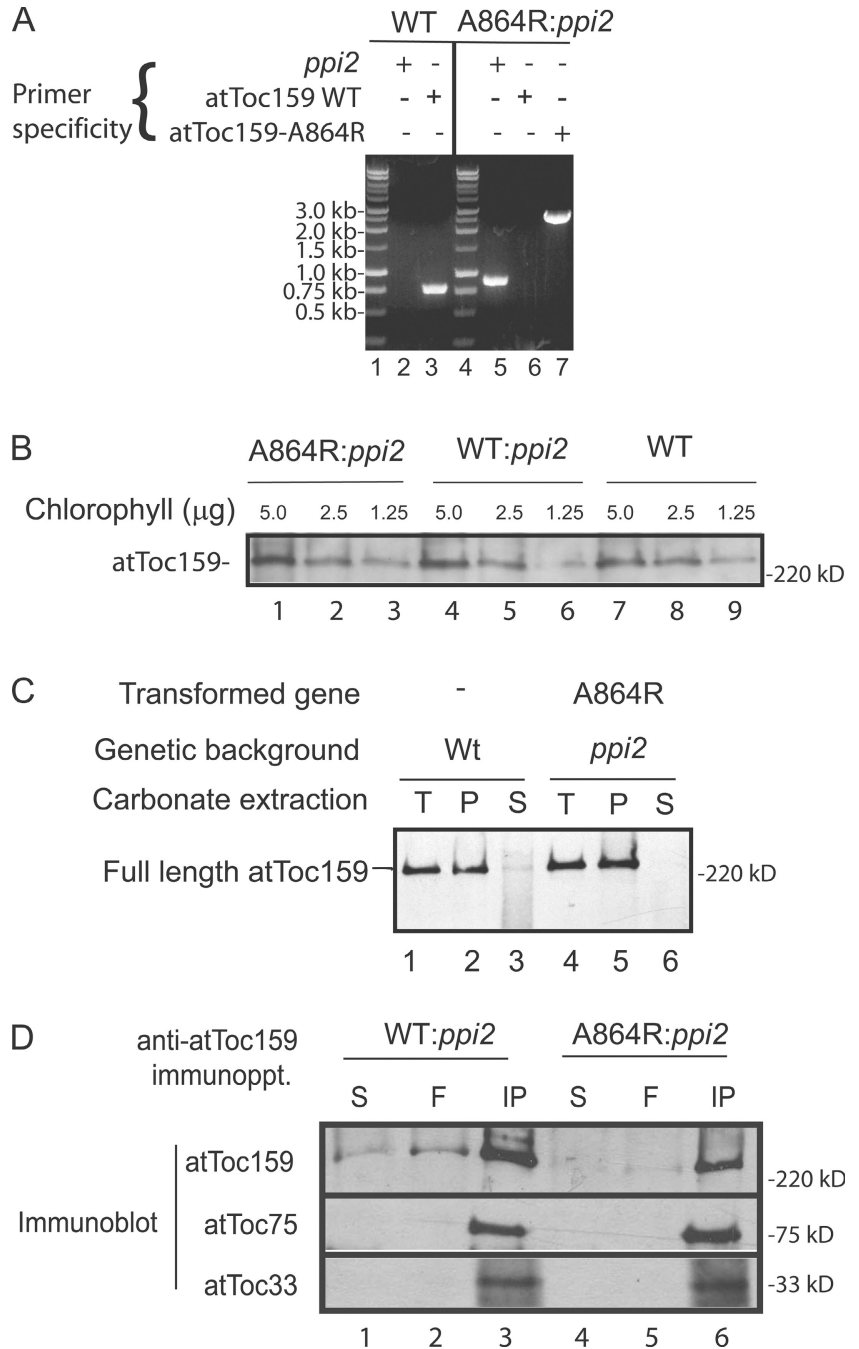 A
WT A864R:ppi2
ppi2 + - + - -
Primer specificity { atToc159 WT - + - + -
atToc159-A864R - - - - +
3.0 kb-
2.0 kb-
1.5 kb-
1.0 kb-
0.75 kb-
0.5 kb-
1 2 3 4 5 6 7
B
A864R:ppi2 WT:ppi2 WT
Chlorophyll (μg) 5.0 2.5 1.25 5.0 2.5 1.25 5.0 2.5 1.25
atToc159- -220 kD
1 2 3 4 5 6 7 8 9
C
Transformed gene - A864R
Genetic background Wt ppi2
Carbonate extraction T P S T P S
Full length atToc159 -220 kD
1 2 3 4 5 6
D
anti-atToc159 immunoppt. WT:ppi2 A864R:ppi2
S F IP S F IP
Immunoblot
atToc159 -220 kD
atToc75 -75 kD
atToc33 -33 kD
1 2 3 4 5 6